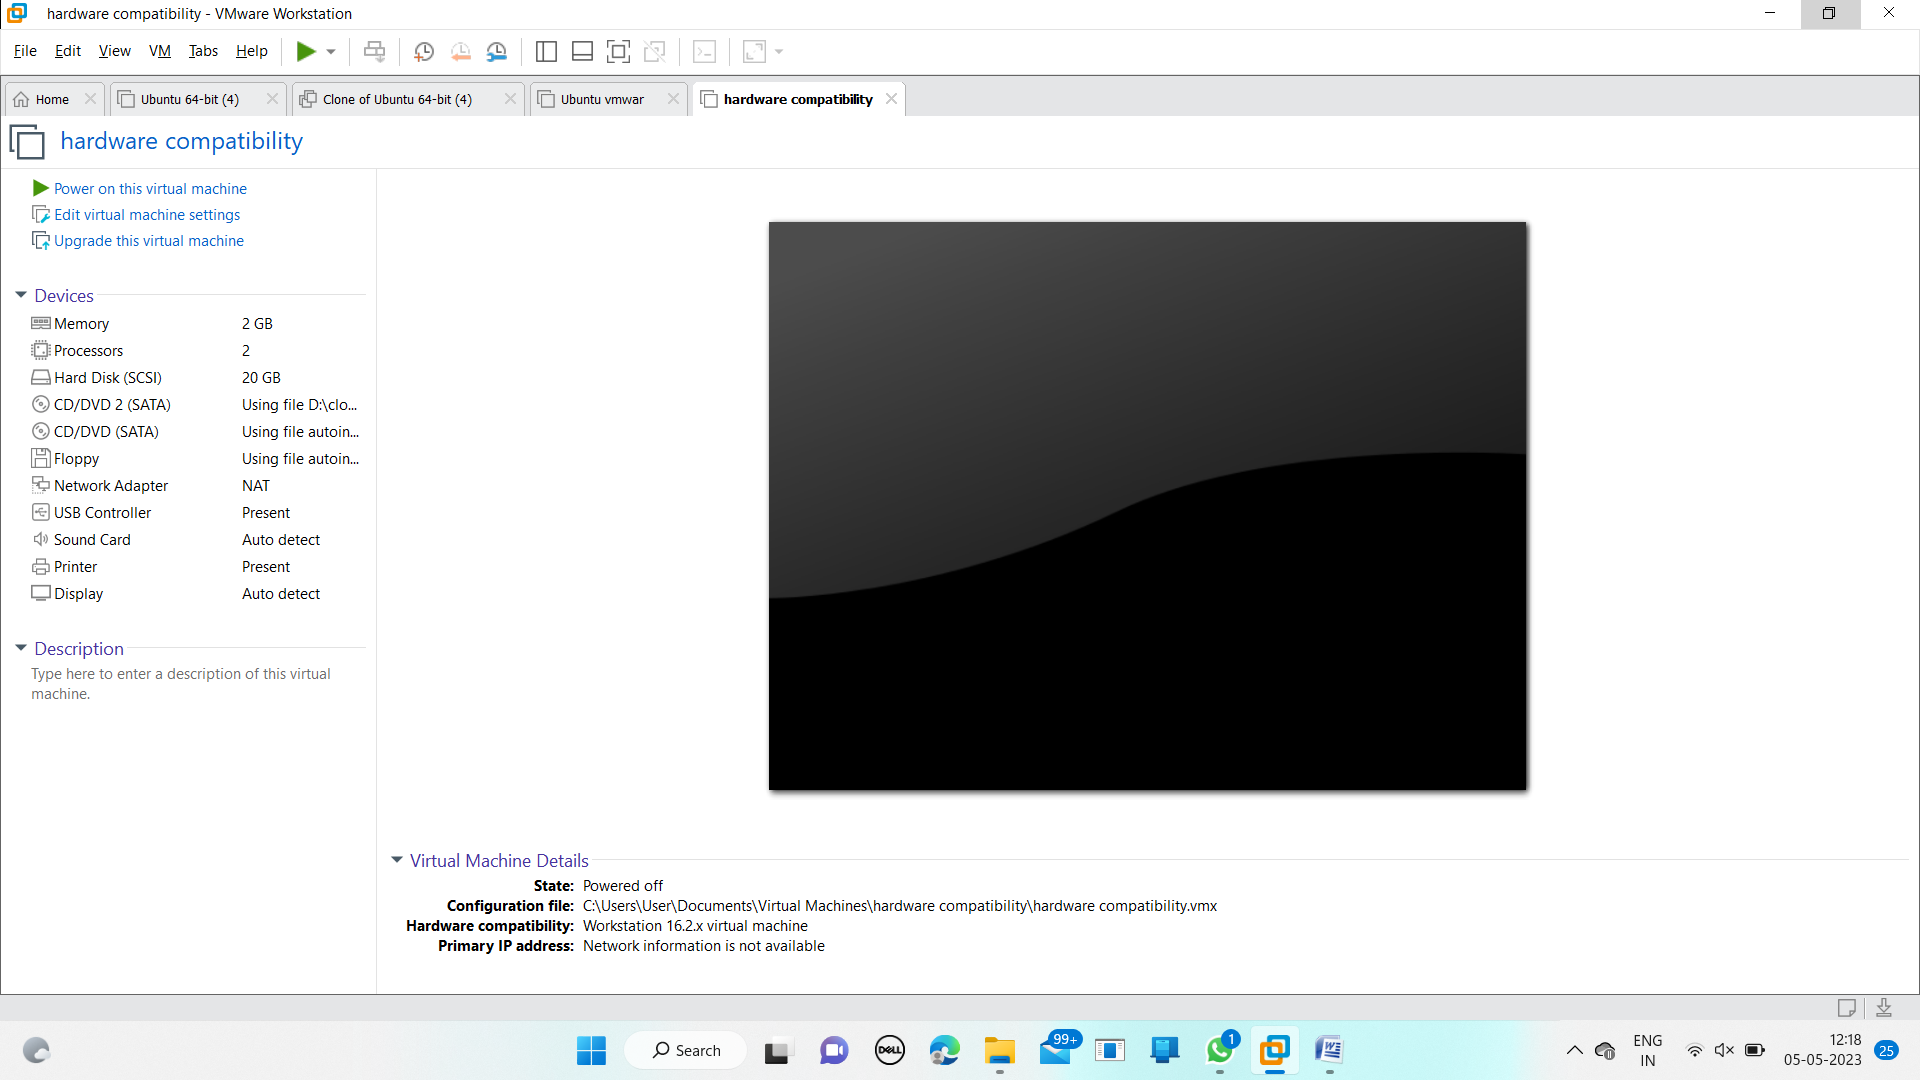 hardware compatibility - VMware Workstation
File Edit View VM Tabs Help
Home Ubuntu 64-bit (4) Clone of Ubuntu 64-bit (4) Ubuntu vmwar hardware compatibility
hardware compatibility
Power on this virtual machine
Edit virtual machine settings
Upgrade this virtual machine
Devices
Memory 2 GB
Processors 2
Hard Disk (SCSI) 20 GB
CD/DVD 2 (SATA) Using file D:\clo...
CD/DVD (SATA) Using file autoin...
Floppy Using file autoin...
Network Adapter NAT
USB Controller Present
Sound Card Auto detect
Printer Present
Display Auto detect
Description
Type here to enter a description of this virtual
machine.
Virtual Machine Details
State: Powered off
Configuration file: C:\Users\User\Documents\Virtual Machines\hardware compatibility\hardware compatibility.vmx
Hardware compatibility: Workstation 16.2.x virtual machine
Primary IP address: Network information is not available
Search
DELL
99+
1
W
ENG
IN
12:18
05-05-2023
25